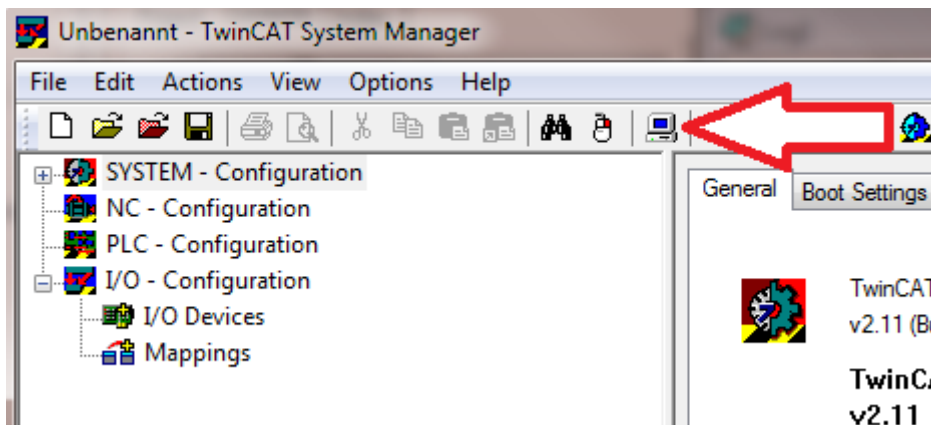 Unbenannt - TwinCAT System Manager
File Edit Actions View Options Help
SYSTEM - Configuration
NC - Configuration
PLC - Configuration
I/O - Configuration
I/O Devices
Mappings
General Boot Settings
TwinCAT
v2.11
v2.11